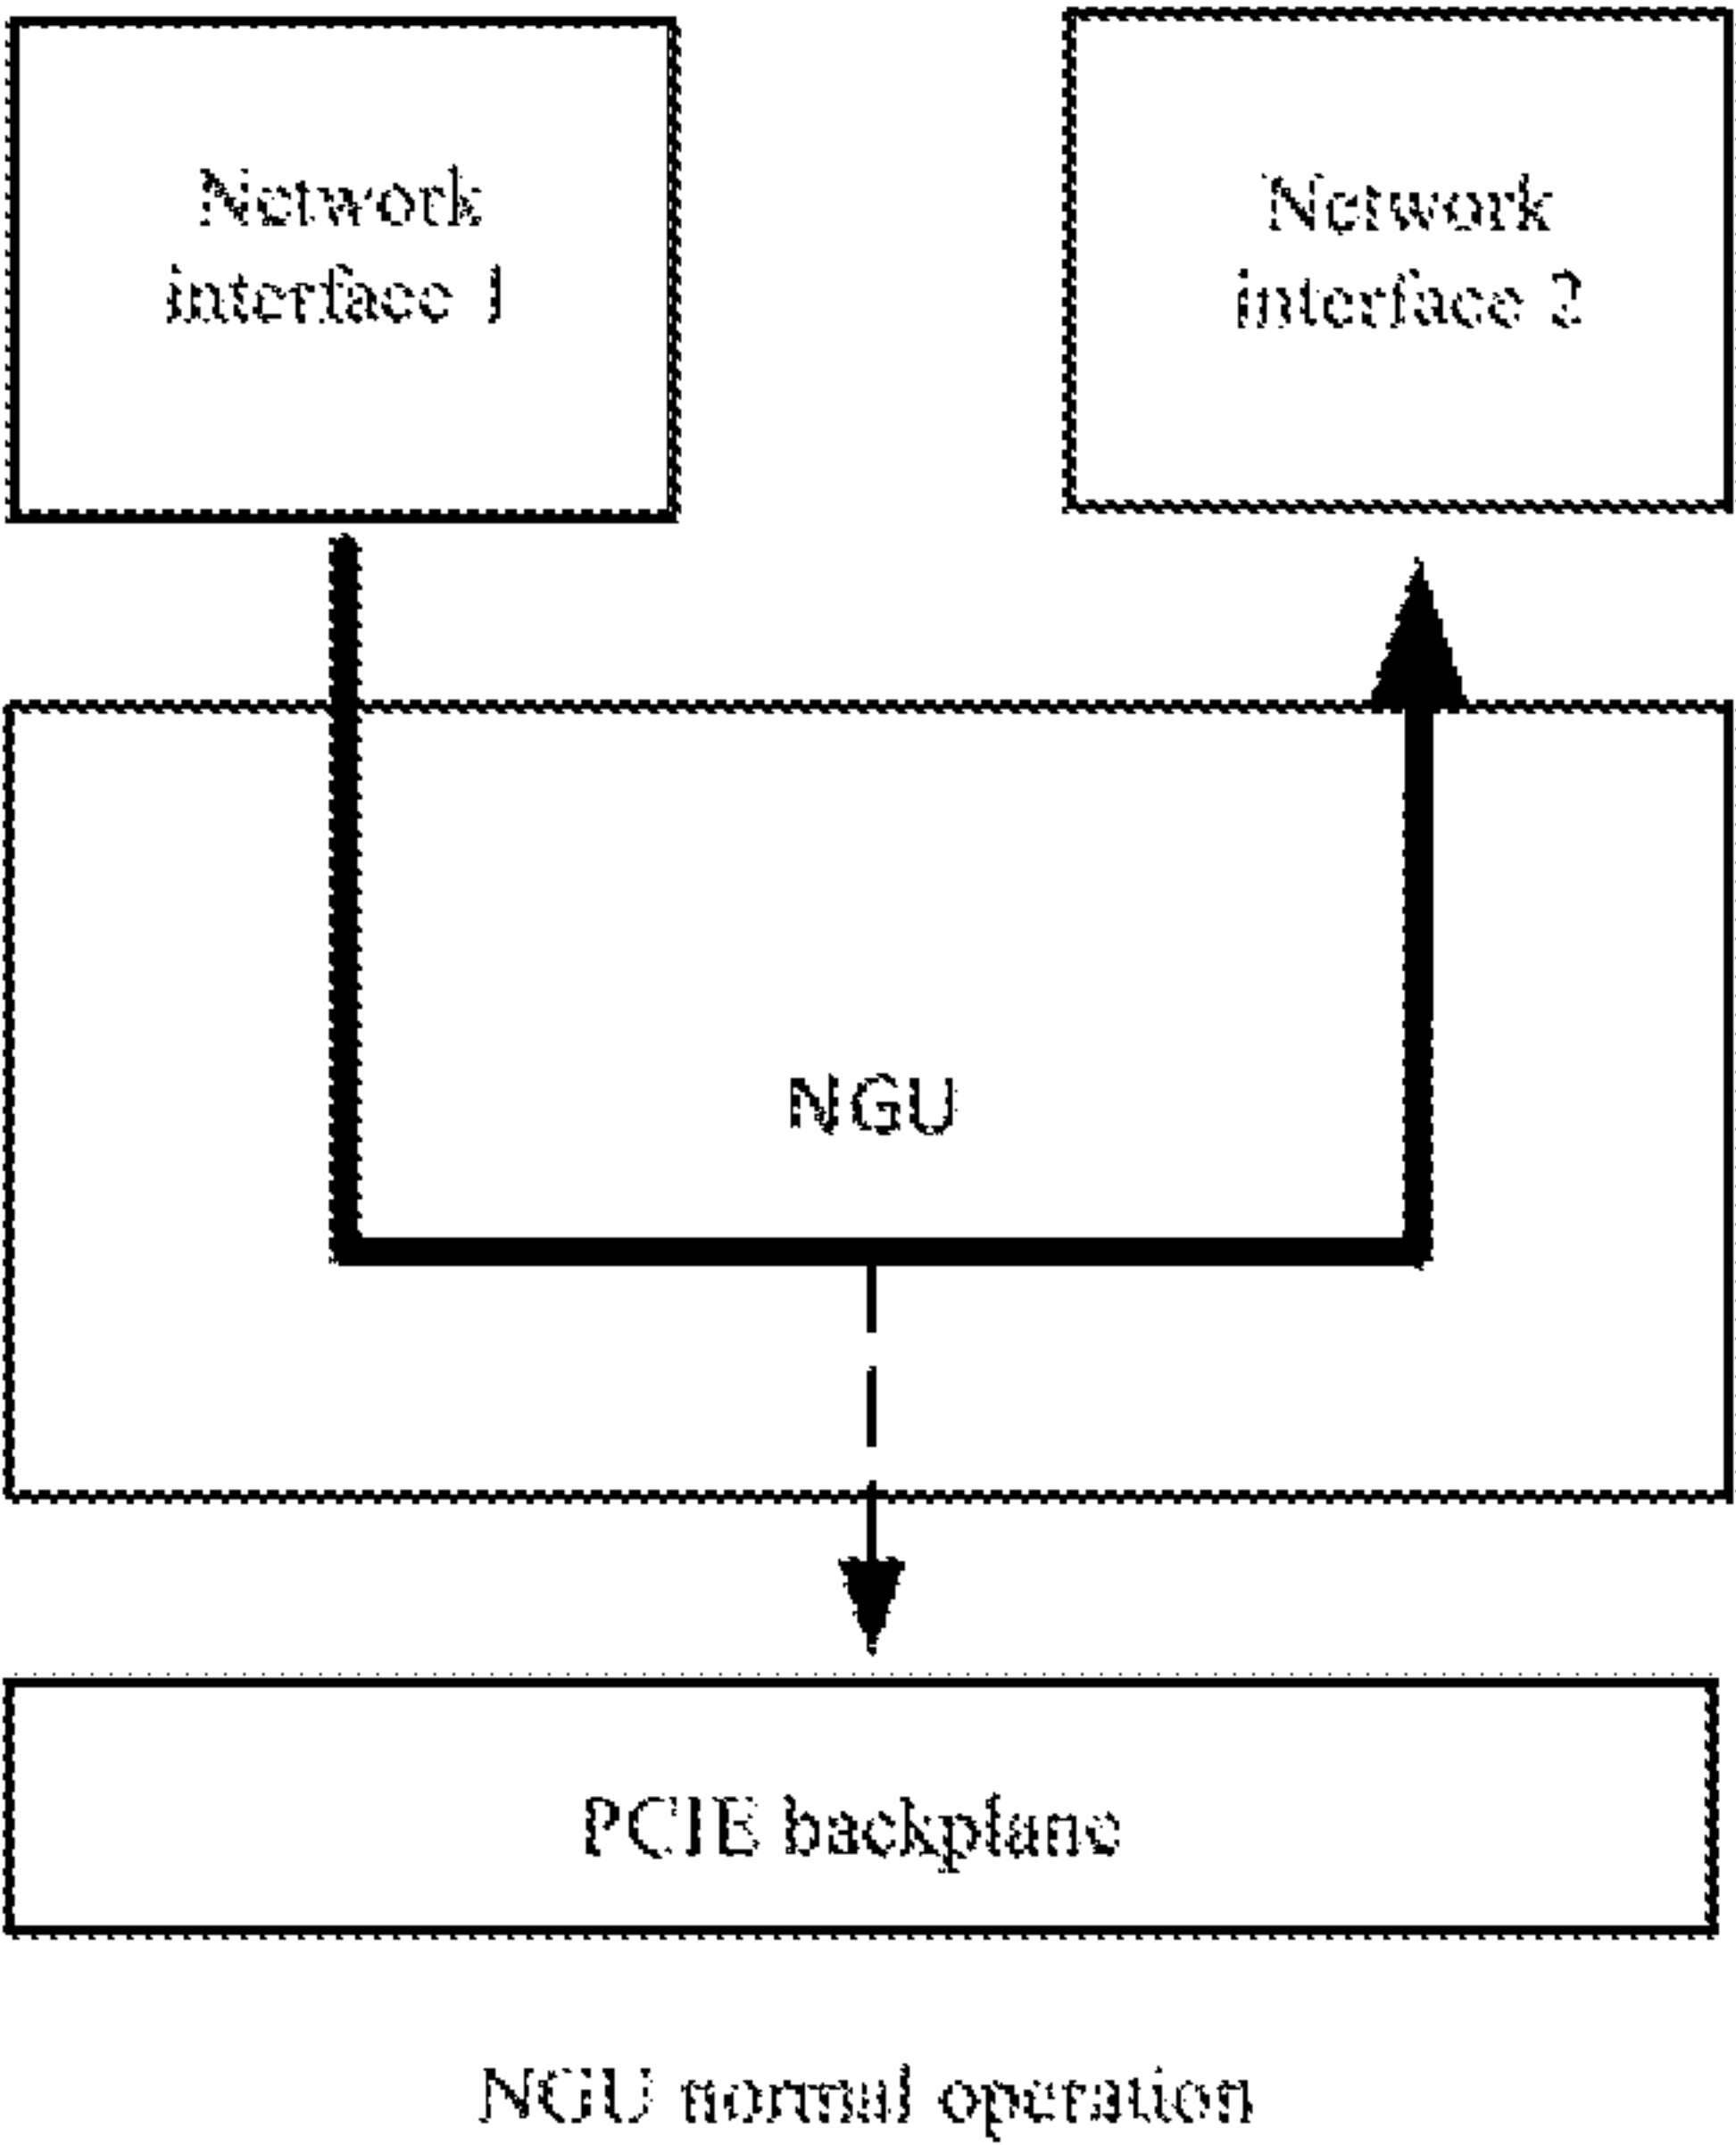 Network
interface 1
Network
interface 2
NGU
PCIE backplane
NGU normal operation